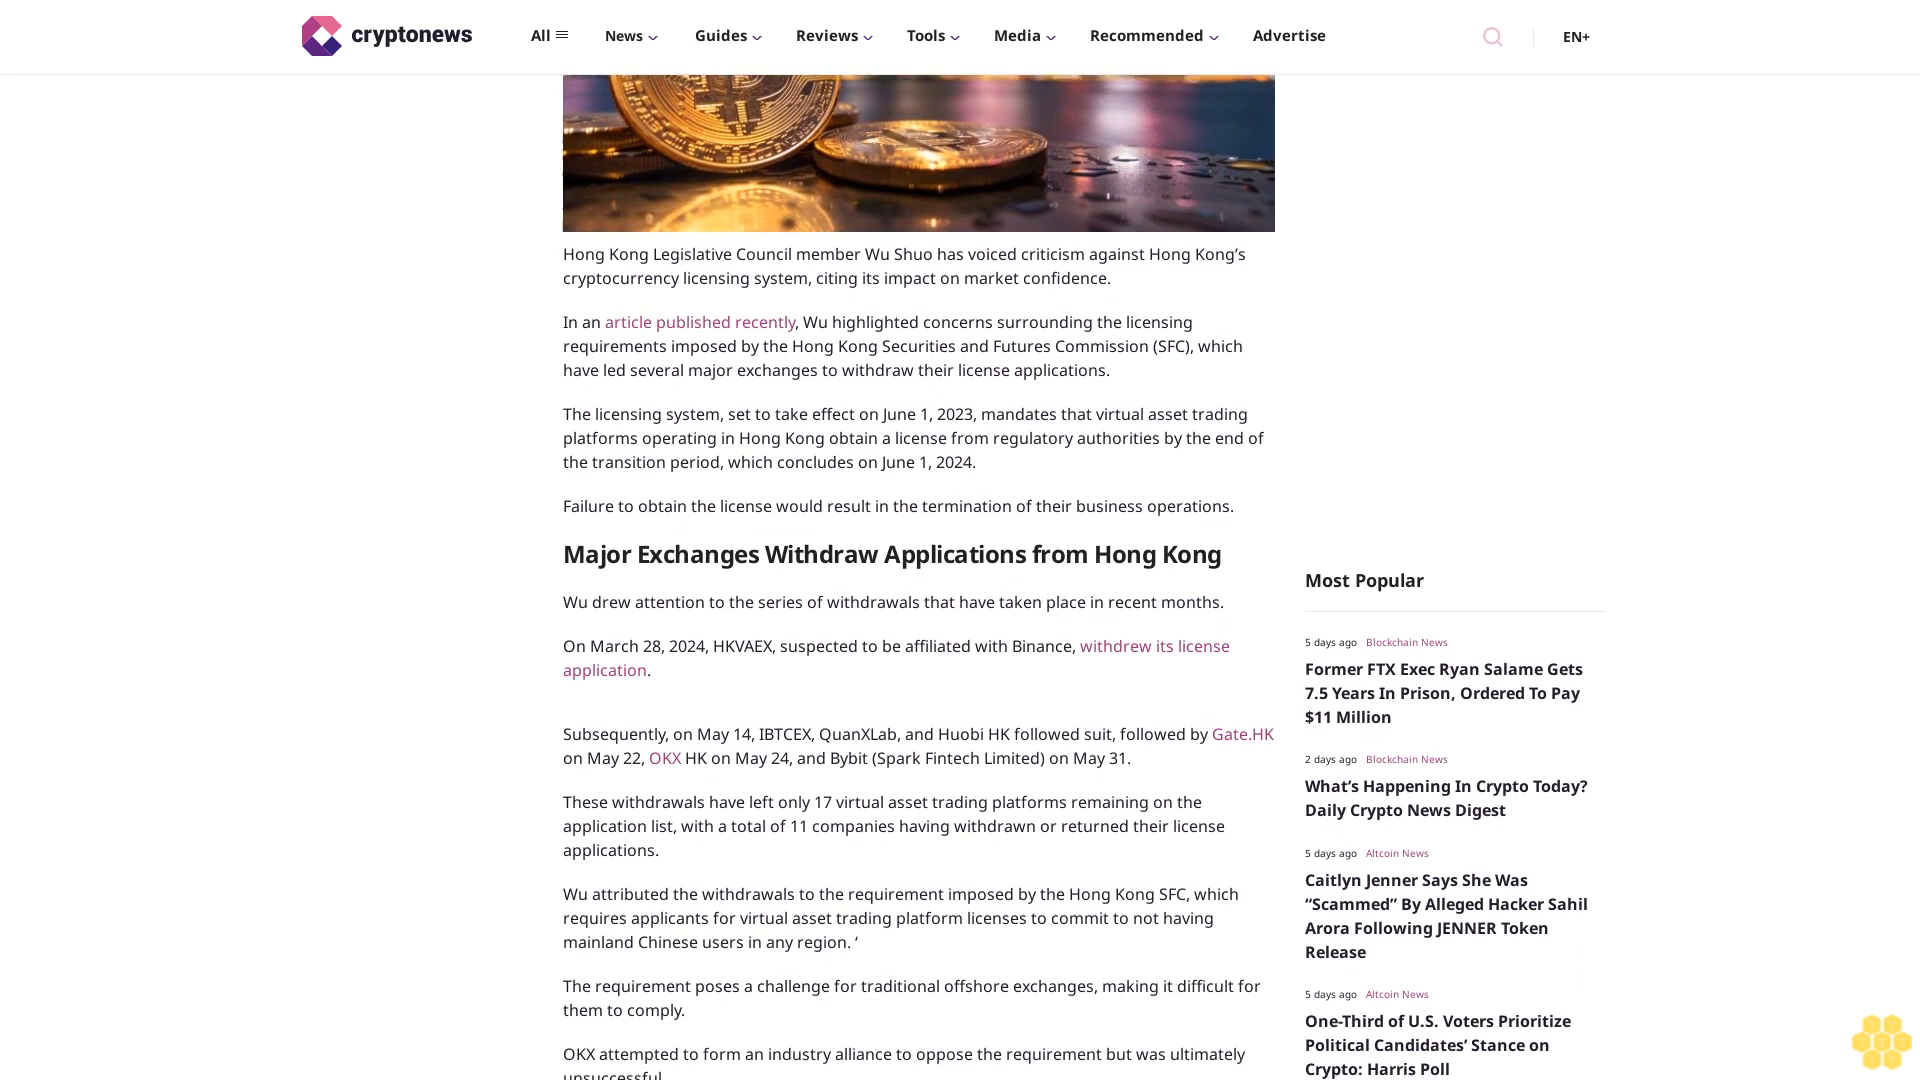 cryptonews
All
News
Guides
Reviews
Tools
Media
Recommended
Advertise
EN+
Hong Kong Legislative Council member Wu Shuo has voiced criticism against Hong Kong’s
cryptocurrency licensing system, citing its impact on market confidence.
In an article published recently, Wu highlighted concerns surrounding the licensing
requirements imposed by the Hong Kong Securities and Futures Commission (SFC), which
have led several major exchanges to withdraw their license applications.
The licensing system, set to take effect on June 1, 2023, mandates that virtual asset trading
platforms operating in Hong Kong obtain a license from regulatory authorities by the end of
the transition period, which concludes on June 1, 2024.
Failure to obtain the license would result in the termination of their business operations.
Major Exchanges Withdraw Applications from Hong Kong
Wu drew attention to the series of withdrawals that have taken place in recent months.
On March 28, 2024, HKVAEX, suspected to be affiliated with Binance, withdrew its license
application.
Subsequently, on May 14, IBTCEX, QuanXLab, and Huobi HK followed suit, followed by Gate.HK
on May 22, OKX HK on May 24, and Bybit (Spark Fintech Limited) on May 31.
These withdrawals have left only 17 virtual asset trading platforms remaining on the
application list, with a total of 11 companies having withdrawn or returned their license
applications.
Wu attributed the withdrawals to the requirement imposed by the Hong Kong SFC, which
requires applicants for virtual asset trading platform licenses to commit to not having
mainland Chinese users in any region. ‘
The requirement poses a challenge for traditional offshore exchanges, making it difficult for
them to comply.
OKX attempted to form an industry alliance to oppose the requirement but was ultimately
unsuccessful.
Most Popular
5 days ago Blockchain News
Former FTX Exec Ryan Salame Gets
7.5 Years In Prison, Ordered To Pay
$11 Million
2 days ago Blockchain News
What’s Happening In Crypto Today?
Daily Crypto News Digest
5 days ago Altcoin News
Caitlyn Jenner Says She Was
“Scammed” By Alleged Hacker Sahil
Arora Following JENNER Token
Release
5 days ago Altcoin News
One-Third of U.S. Voters Prioritize
Political Candidates’ Stance on
Crypto: Harris Poll